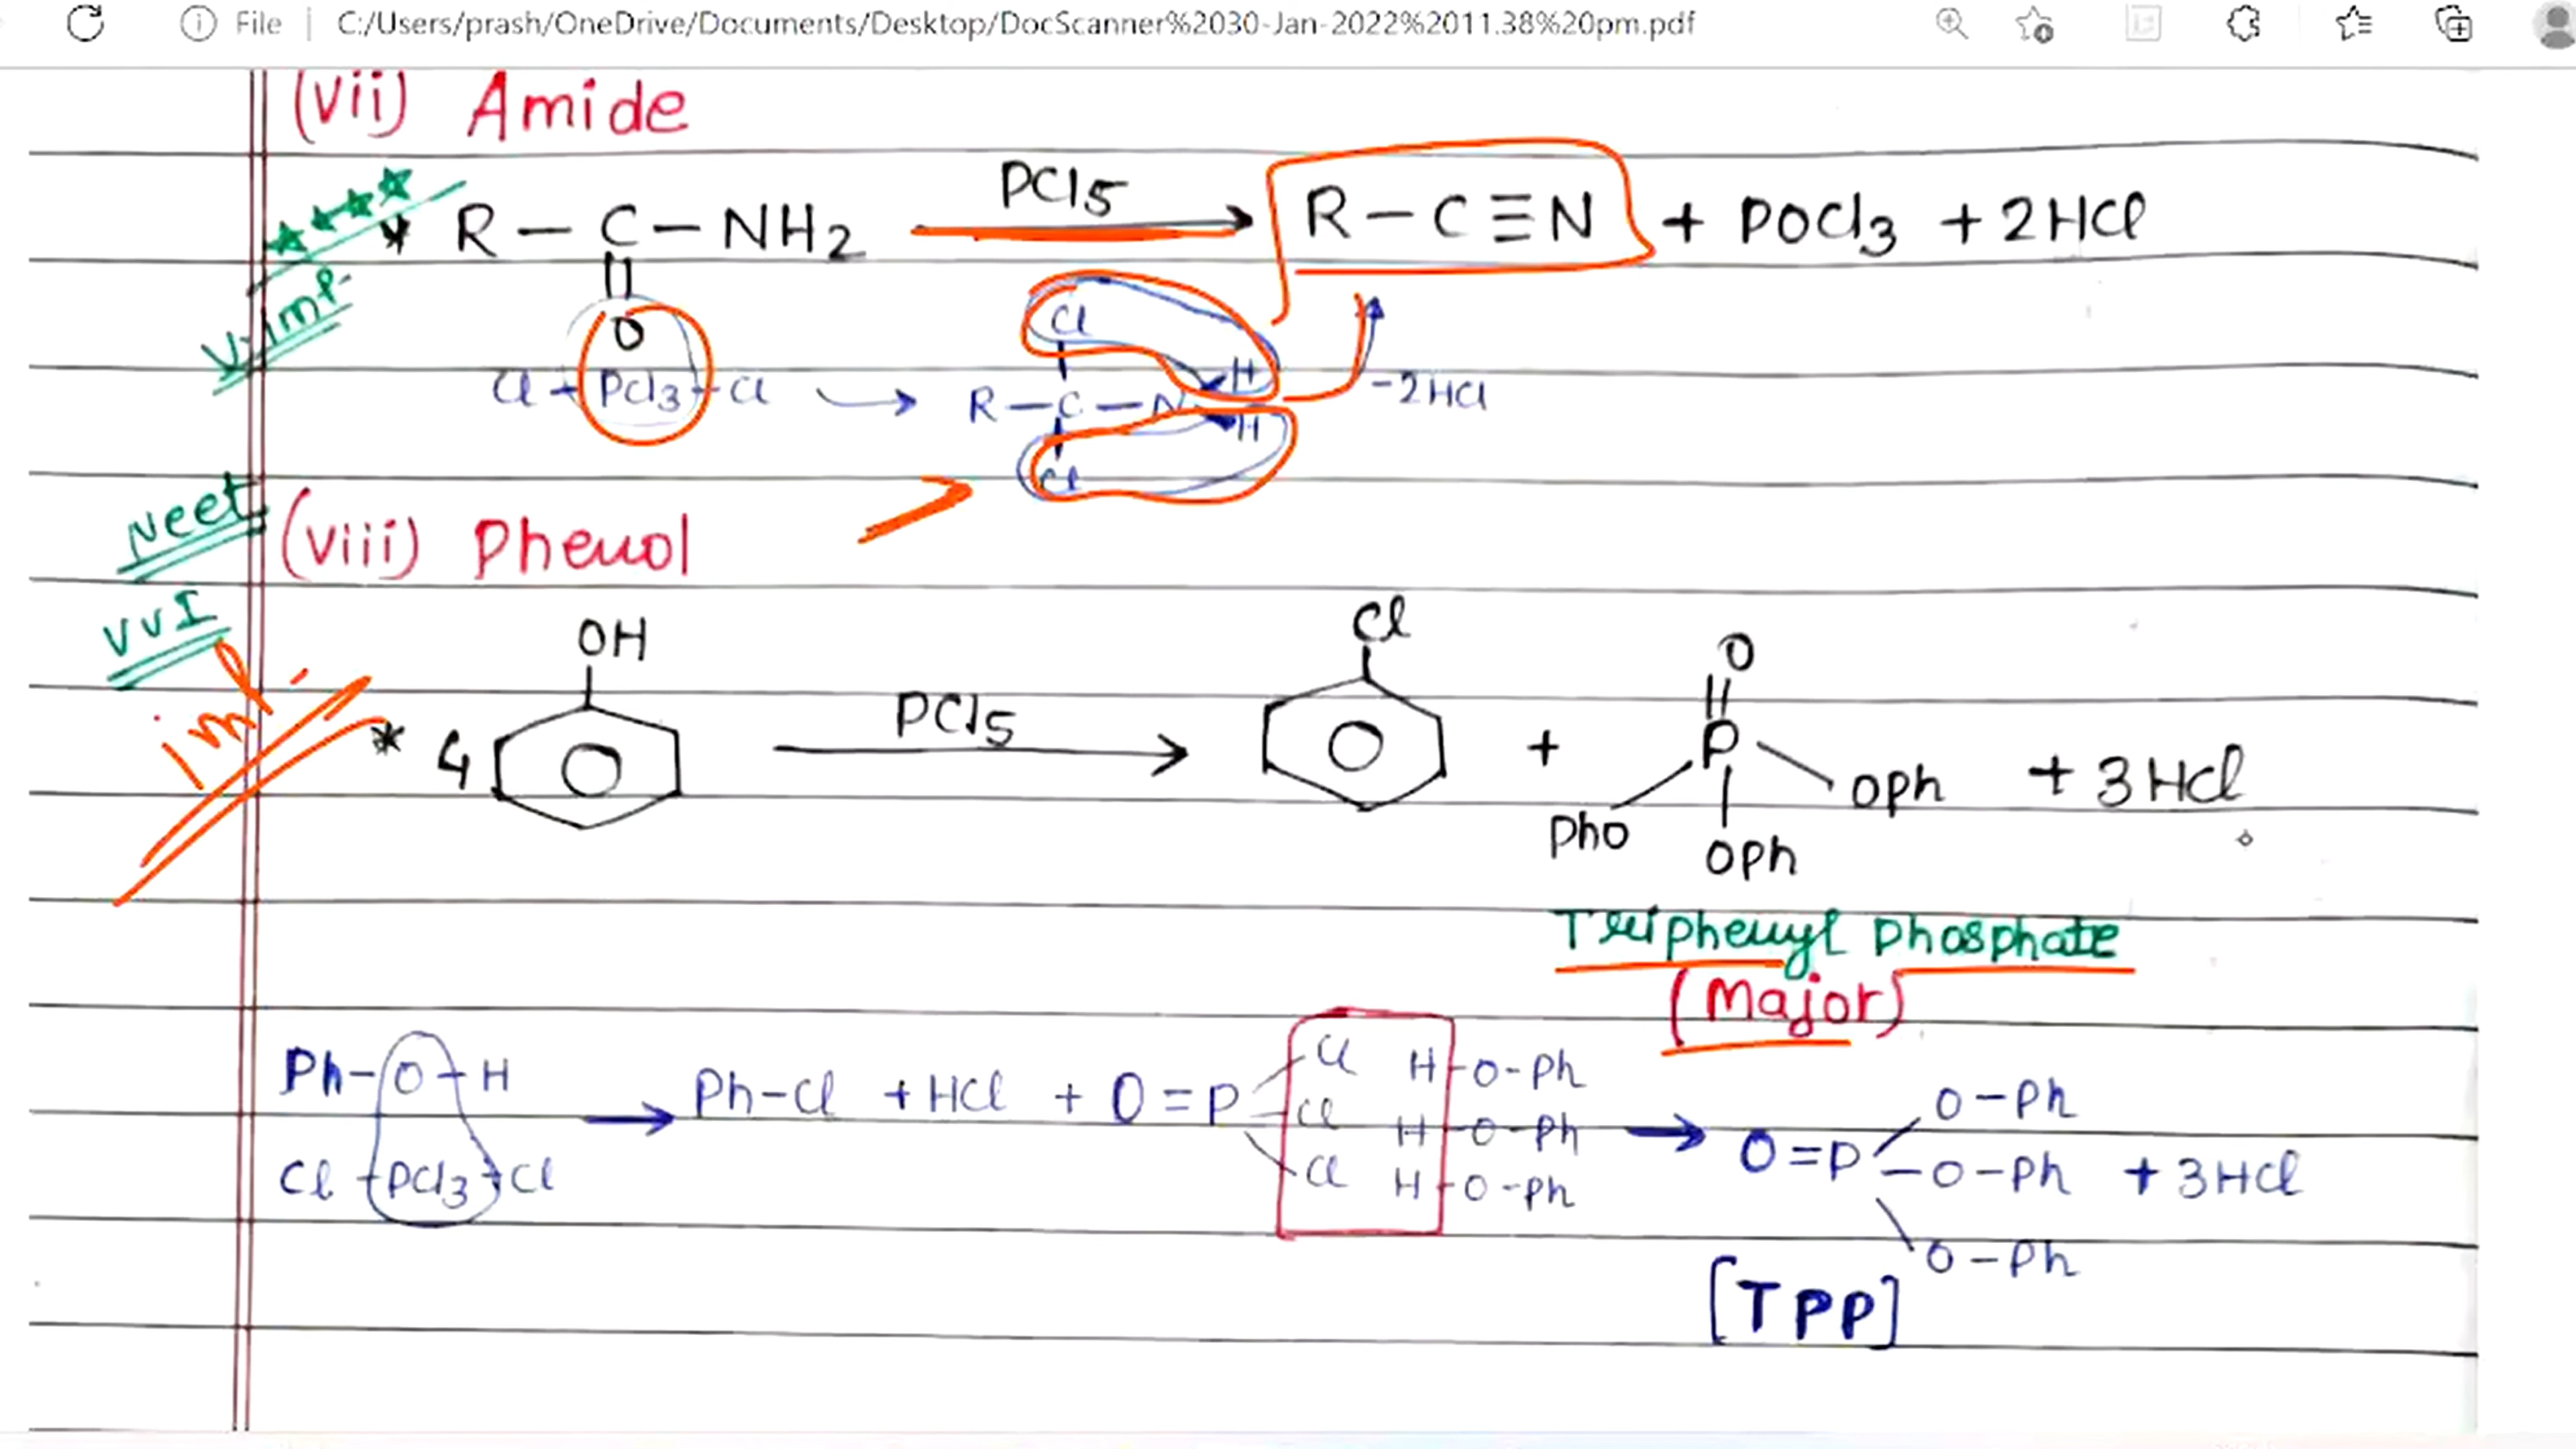 File | C:/Users/prash/OneDrive/Documents/Desktop/DocScanner%2030-Jan-2022%2011.38%20pm.pdf
(vii) Amide
* R-C-NH2 PCl5 R-C≡N + POCl3 + 2HCl
V.imp.
O
Cl PCl3 Cl → R-C-N -2HCl
Cl
H
H
Cl
Neet
(viii) Phenol
VVI
imp.
* 4 OH PCl5 → Cl + O
P
PhO OPh OPh + 3HCl
Triphenyl Phosphate
(Major)
Ph-O-H → Ph-Cl + HCl + O=P Cl H-O-Ph → O=P O-Ph
Cl H-O-Ph -O-Ph + 3HCl
Cl PCl3 Cl Cl H-O-Ph O-Ph
[TPP]